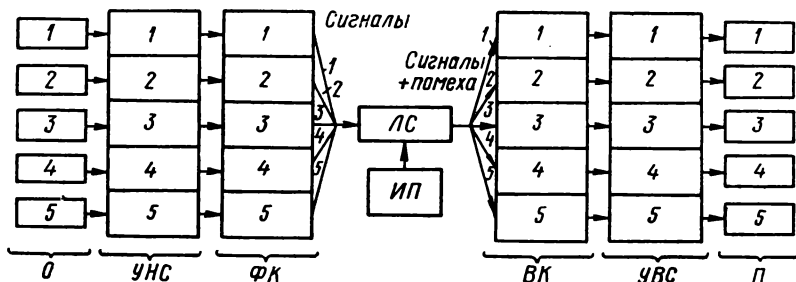 Сигналы
1 1 1 1 1 1 1 1
2 2 2 2 2 2 2 2
Сигналы
+помеха
3 3 3 3 3 3 3 3
ЛС
4 4 4 4 4 4 4 4
ИП
5 5 5 5 5 5 5 5
О УНС ФК ВК УВС П